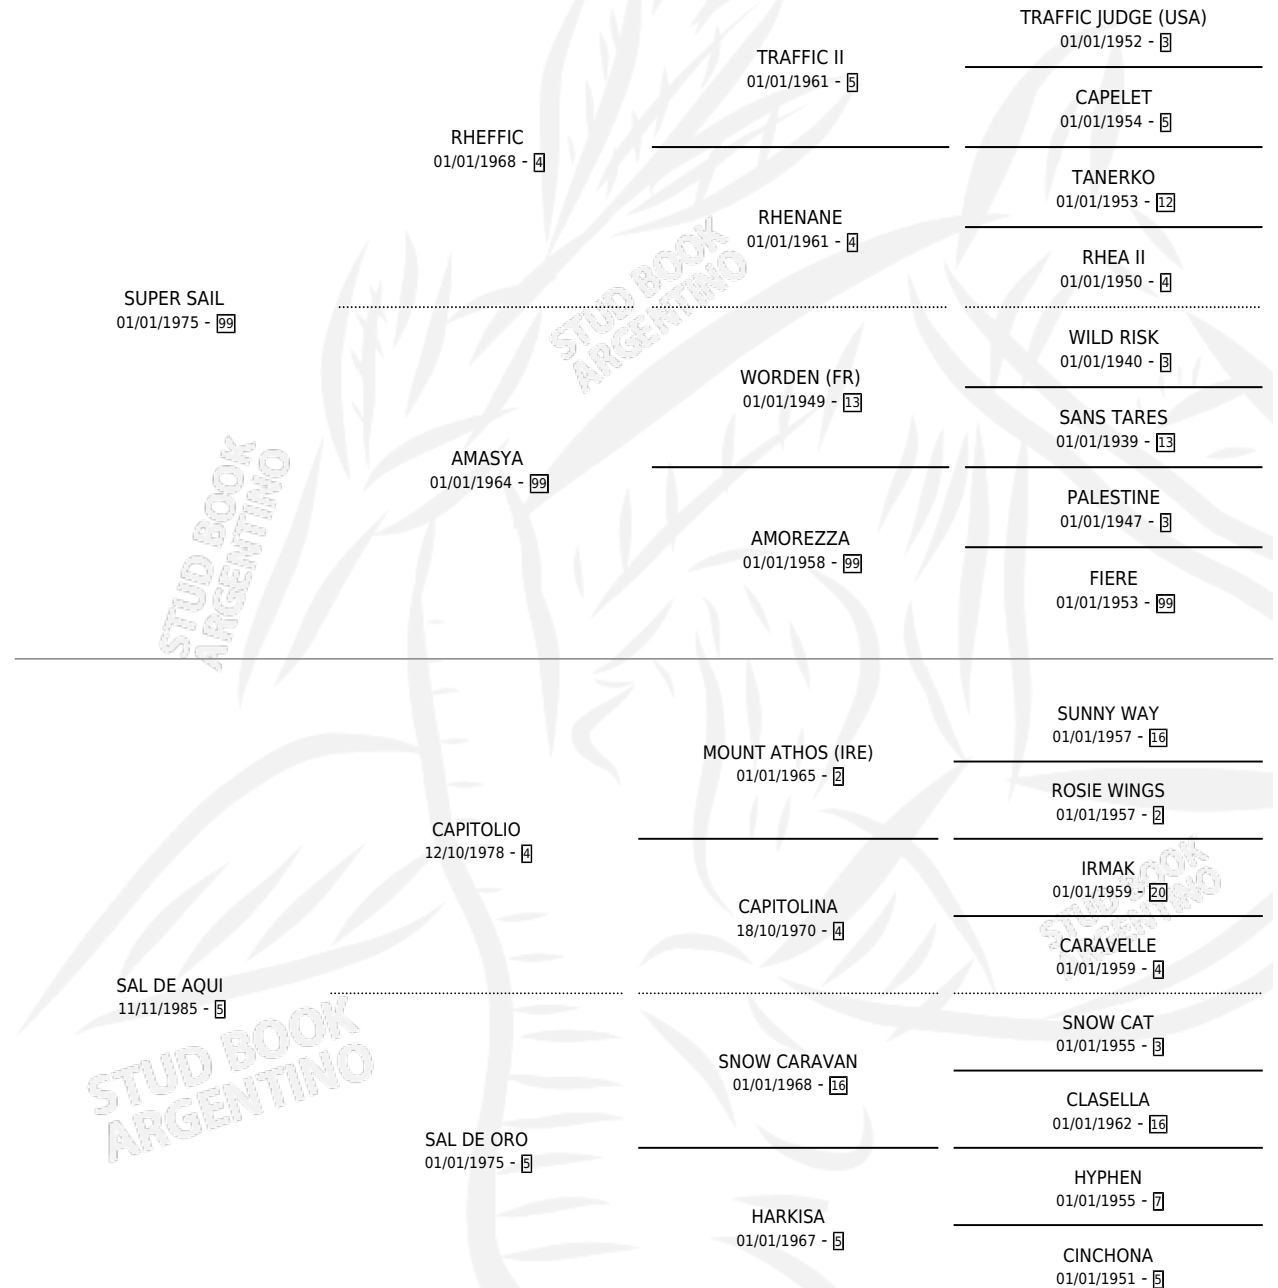 TRAFFIC JUDGE (USA)
01/01/1952 - 3
TRAFFIC II
01/01/1961 - 5
CAPELET
01/01/1954 - 5
RHEFFIC
01/01/1968 - 4
TANERKO
01/01/1953 - 12
RHENANE
01/01/1961 - 4
RHEA II
01/01/1950 - 4
SUPER SAIL
01/01/1975 - 99
WILD RISK
01/01/1940 - 3
WORDEN (FR)
01/01/1949 - 13
SANS TARES
01/01/1939 - 13
AMASYA
01/01/1964 - 99
PALESTINE
01/01/1947 - 3
AMOREZZA
01/01/1958 - 99
FIERE
01/01/1953 - 99
STUD BOOK
ARGENTINO
STUD BOOK
ARGENTINO
SUNNY WAY
01/01/1957 - 16
MOUNT ATHOS (IRE)
01/01/1965 - 2
ROSIE WINGS
01/01/1957 - 2
CAPITOLIO
12/10/1978 - 4
IRMAK
01/01/1959 - 20
CAPITOLINA
18/10/1970 - 4
CARAVELLE
01/01/1959 - 4
SAL DE AQUI
11/11/1985 - 5
SNOW CAT
01/01/1955 - 3
SNOW CARAVAN
01/01/1968 - 16
CLASELLA
01/01/1962 - 16
SAL DE ORO
01/01/1975 - 5
HYPHEN
01/01/1955 - 7
HARKISA
01/01/1967 - 5
CINCHONA
01/01/1951 - 5
STUD BOOK
ARGENTINO
STUD BOOK
ARGENTINO